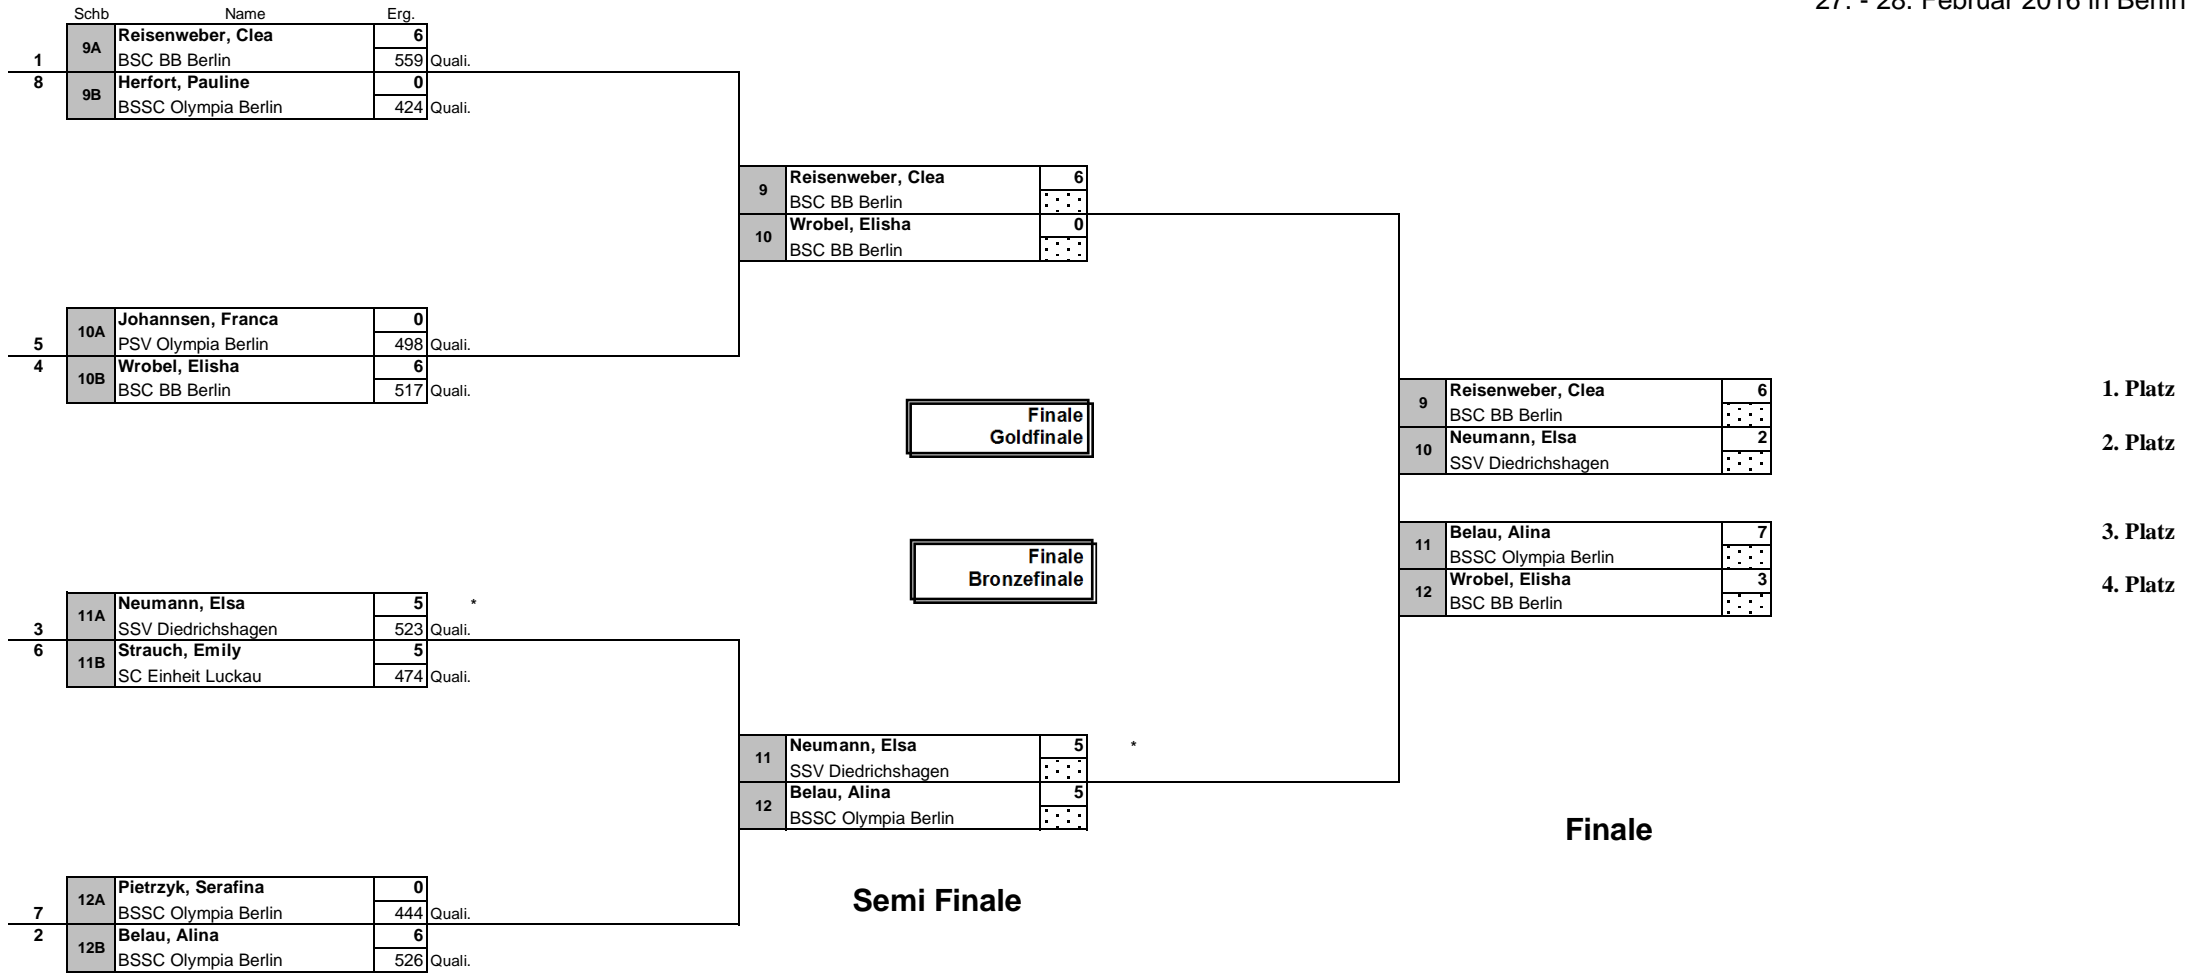 27. - 28. Februar 2016 in Berlin
Schb Name Erg.
9A Reisenweber, Clea 6
1 BSC BB Berlin 559 Quali.
8 9B Herfort, Pauline 0
BSSC Olympia Berlin 424 Quali.
9 Reisenweber, Clea 6
BSC BB Berlin
10 Wrobel, Elisha 0
BSC BB Berlin
10A Johannsen, Franca 0
5 PSV Olympia Berlin 498 Quali.
4 10B Wrobel, Elisha 6
BSC BB Berlin 517 Quali.
Finale
Goldfinale
9 Reisenweber, Clea 6 1. Platz
BSC BB Berlin
10 Neumann, Elsa 2 2. Platz
SSV Diedrichshagen
Finale
Bronzefinale
11 Belau, Alina 7 3. Platz
BSSC Olympia Berlin
12 Wrobel, Elisha 3 4. Platz
BSC BB Berlin
11A Neumann, Elsa 5 *
3 SSV Diedrichshagen 523 Quali.
6 11B Strauch, Emily 5
SC Einheit Luckau 474 Quali.
11 Neumann, Elsa 5 *
SSV Diedrichshagen
12 Belau, Alina 5
BSSC Olympia Berlin
Finale
Semi Finale
12A Pietrzyk, Serafina 0
7 BSSC Olympia Berlin 444 Quali.
2 12B Belau, Alina 6
BSSC Olympia Berlin 526 Quali.